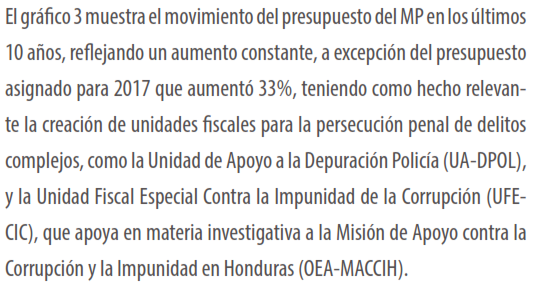 El gráfico 3 muestra el movimiento del presupuesto del MP en los últimos
10 años, reflejando un aumento constante, a excepción del presupuesto
asignado para 2017 que aumentó 33%, teniendo como hecho relevan-
te la creación de unidades fiscales para la persecución penal de delitos
complejos, como la Unidad de Apoyo a la Depuración Policía (UA-DPOL),
y la Unidad Fiscal Especial Contra la Impunidad de la Corrupción (UFE-
CIC), que apoya en materia investigativa a la Misión de Apoyo contra la
Corrupción y la Impunidad en Honduras (OEA-MACCIH).